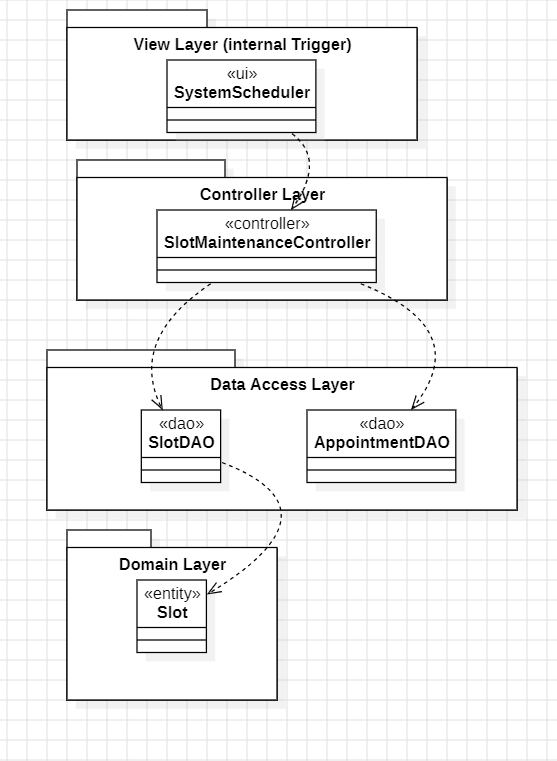 View Layer (internal Trigger)
«ui»
SystemScheduler
Controller Layer
«controller»
SlotMaintenanceController
Data Access Layer
«dao»
SlotDAO
«dao»
AppointmentDAO
Domain Layer
«entity»
Slot